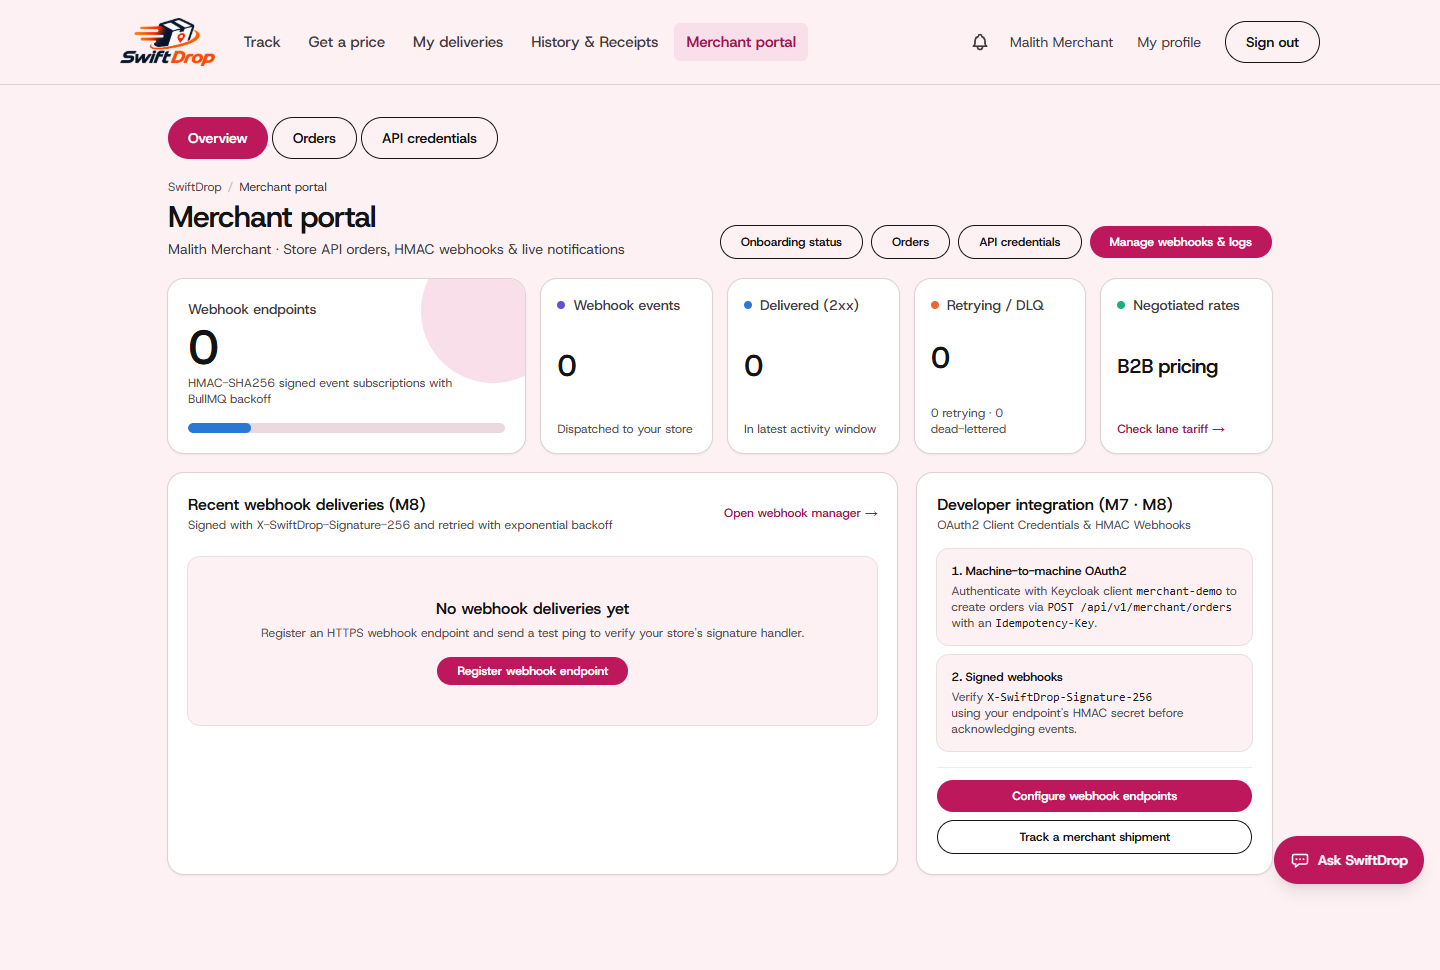 SwiftDrop
Track
Get a price
My deliveries
History & Receipts
Merchant portal
Malith Merchant
My profile
Sign out
Overview
Orders
API credentials
SwiftDrop / Merchant portal
Merchant portal
Malith Merchant · Store API orders, HMAC webhooks & live notifications
Onboarding status
Orders
API credentials
Manage webhooks & logs
Webhook endpoints
0
HMAC-SHA256 signed event subscriptions with
BullMQ backoff
Webhook events
0
Dispatched to your store
Delivered (2xx)
0
In latest activity window
Retrying / DLQ
0
0 retrying · 0
dead-lettered
Negotiated rates
B2B pricing
Check lane tariff →
Recent webhook deliveries (M8)
Signed with X-SwiftDrop-Signature-256 and retried with exponential backoff
Open webhook manager →
No webhook deliveries yet
Register an HTTPS webhook endpoint and send a test ping to verify your store's signature handler.
Register webhook endpoint
Developer integration (M7 · M8)
OAuth2 Client Credentials & HMAC Webhooks
1. Machine-to-machine OAuth2
Authenticate with Keycloak client merchant-demo to
create orders via POST /api/v1/merchant/orders
with an Idempotency-Key.
2. Signed webhooks
Verify X-SwiftDrop-Signature-256
using your endpoint's HMAC secret before
acknowledging events.
Configure webhook endpoints
Track a merchant shipment
Ask SwiftDrop